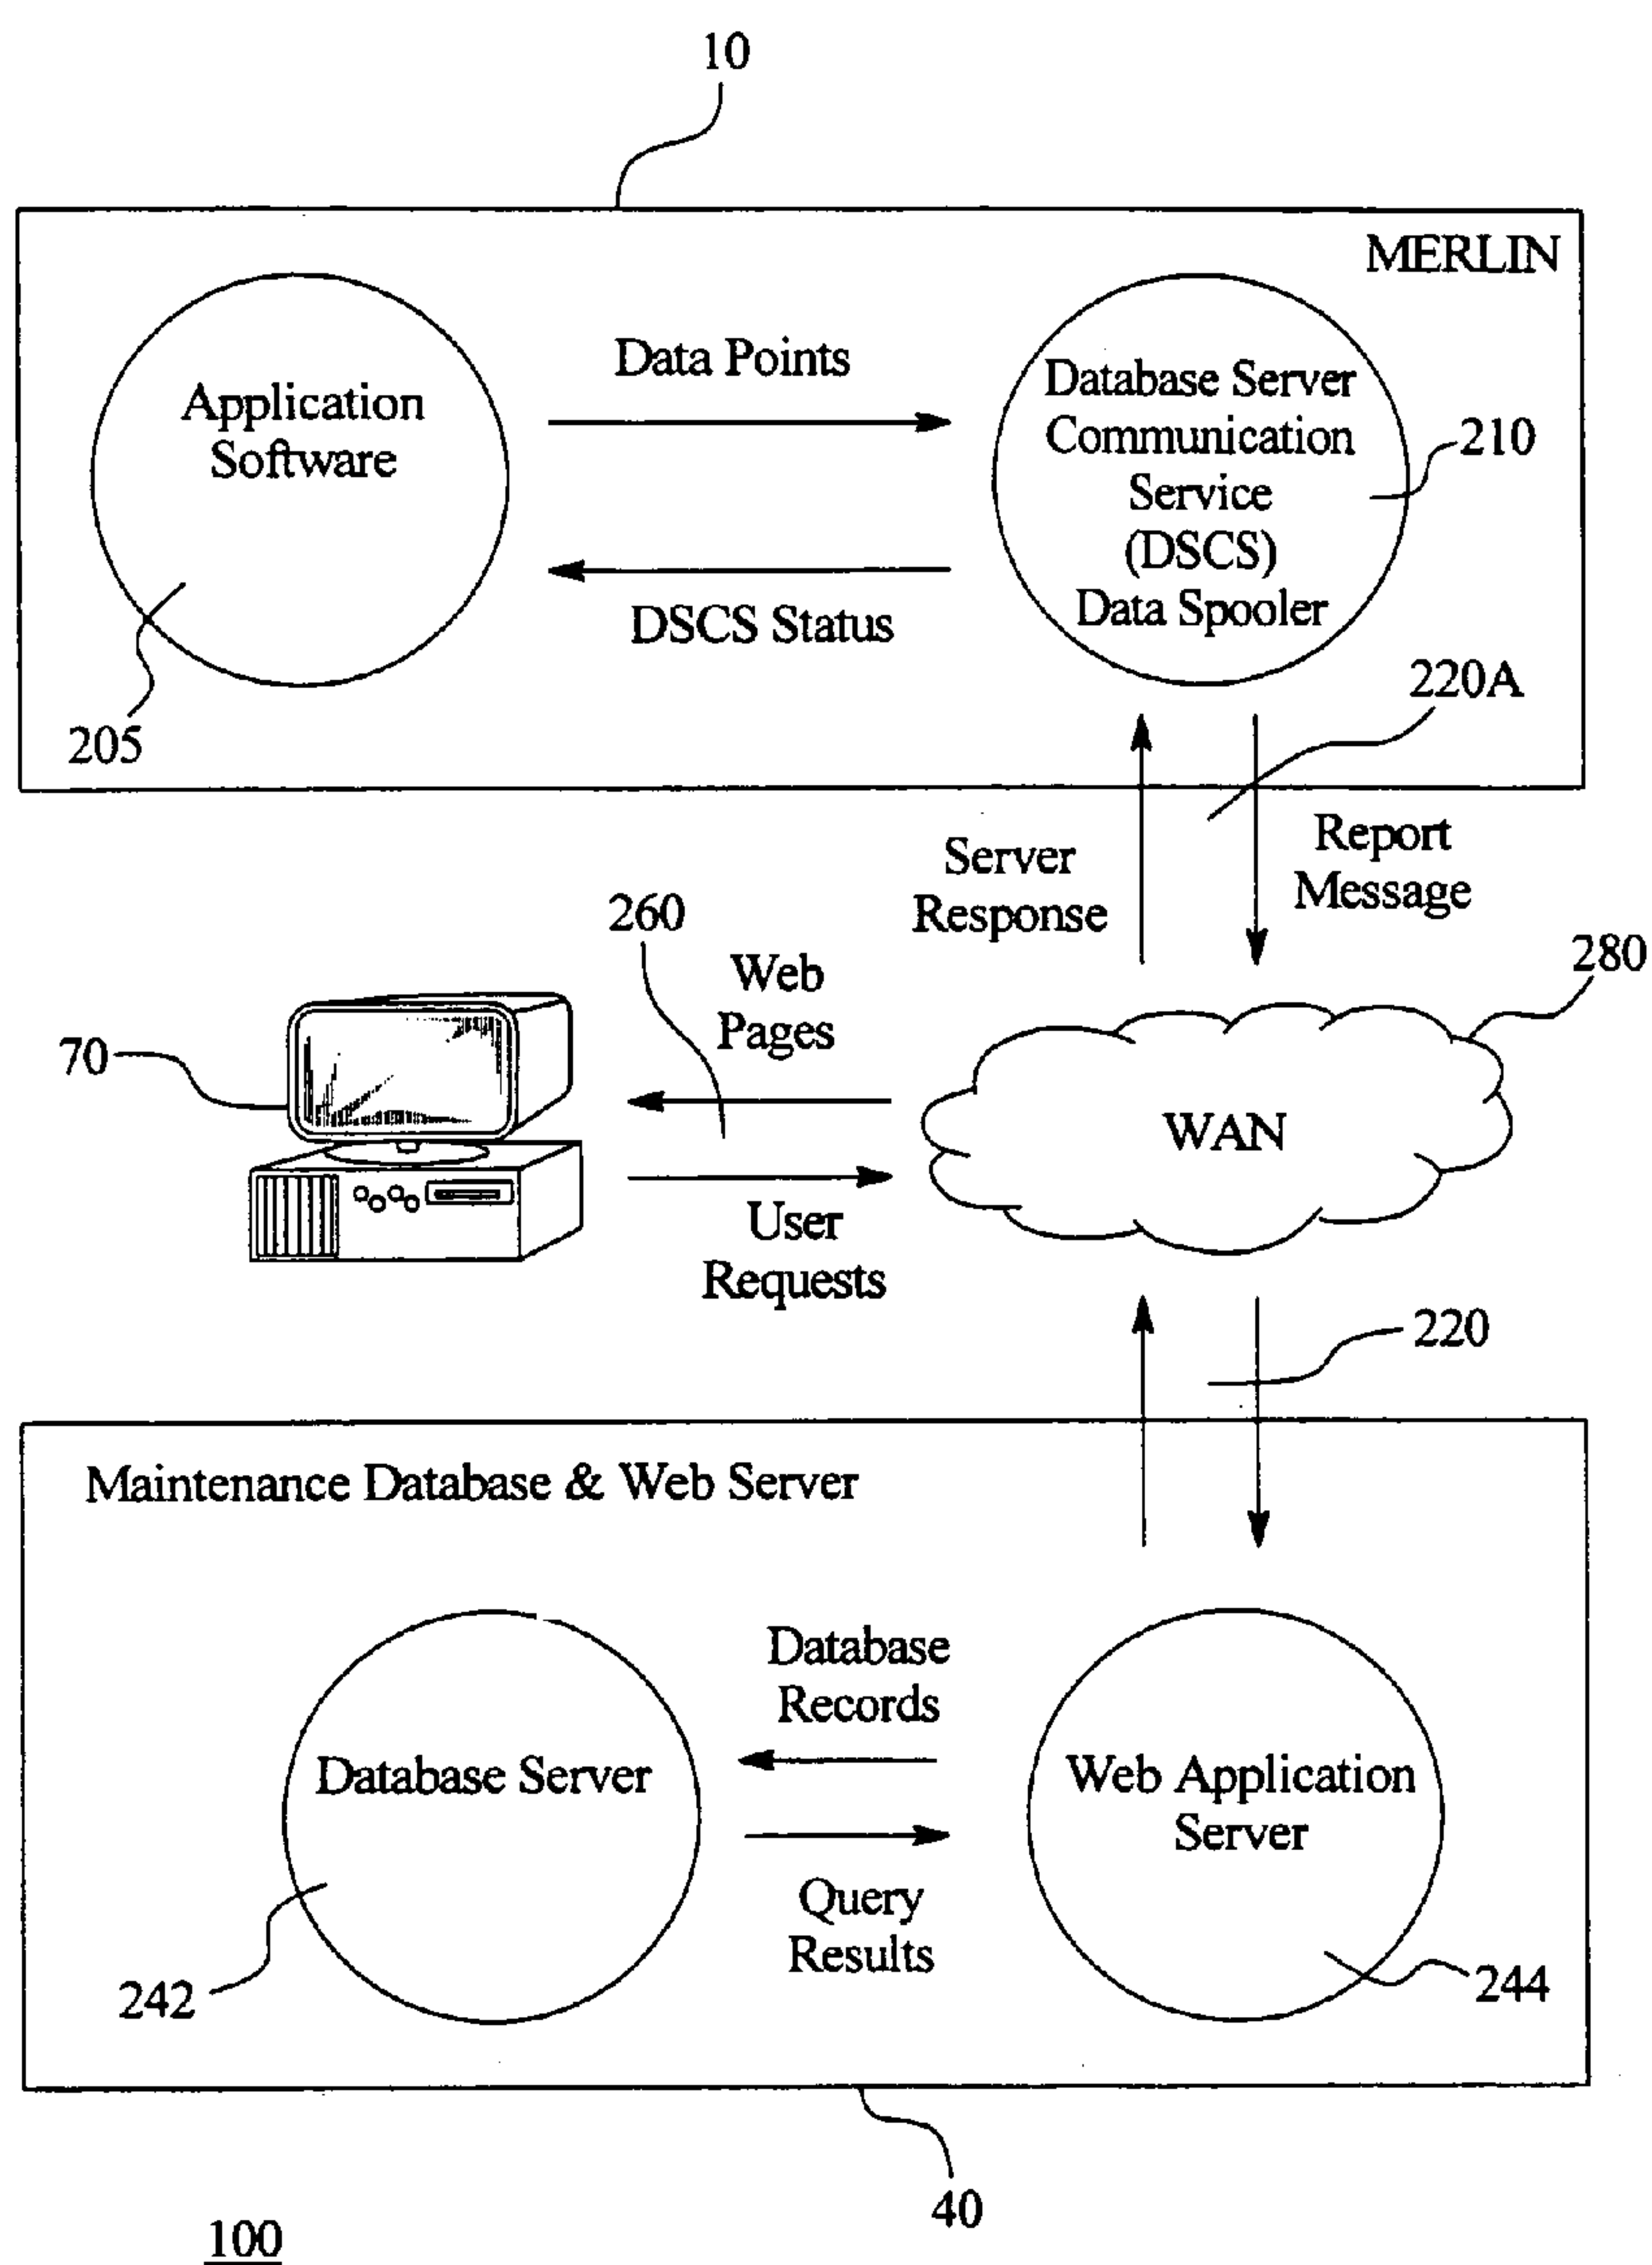 10
MERLIN
Application
Software
Data Points
Database Server
Communication
Service
(DSCS)
Data Spooler
210
DSCS Status
205
220A
Server
Response
Report
Message
260
Web
Pages
280
70
WAN
User
Requests
220
Maintenance Database & Web Server
Database
Records
Database Server
Web Application
Server
Query
Results
242
244
40
100